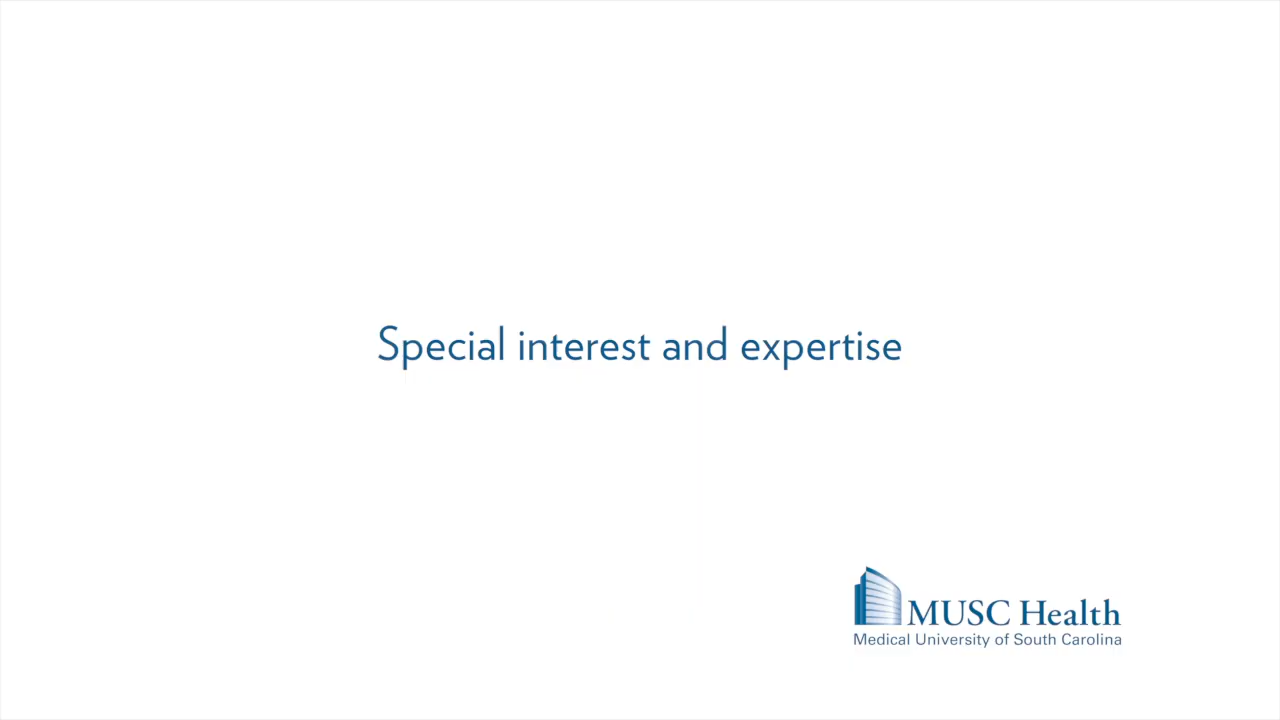 Special interest and expertise
MUSC Health
Medical University of South Carolina